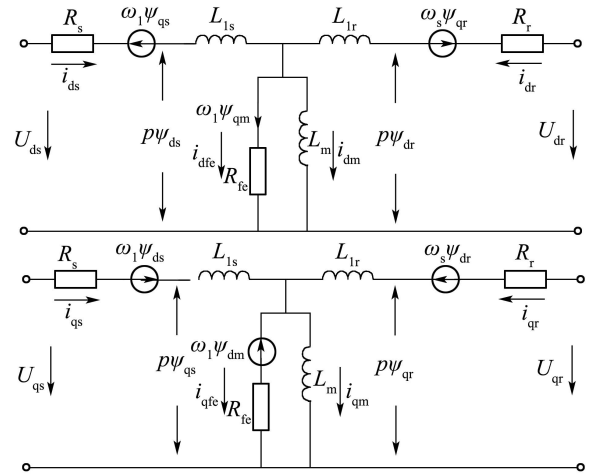 R_s ω_1ψ_qs L_1s L_1r ω_sψ_qr R_r
i_ds i_dr
U_ds pψ_ds ω_1ψ_qm i_dfe R_fe L_m i_dm pψ_dr U_dr
R_s ω_1ψ_ds L_1s L_1r ω_sψ_dr R_r
i_qs i_qr
U_qs pψ_qs ω_1ψ_dm i_qfe R_fe L_m i_qm pψ_qr U_qr